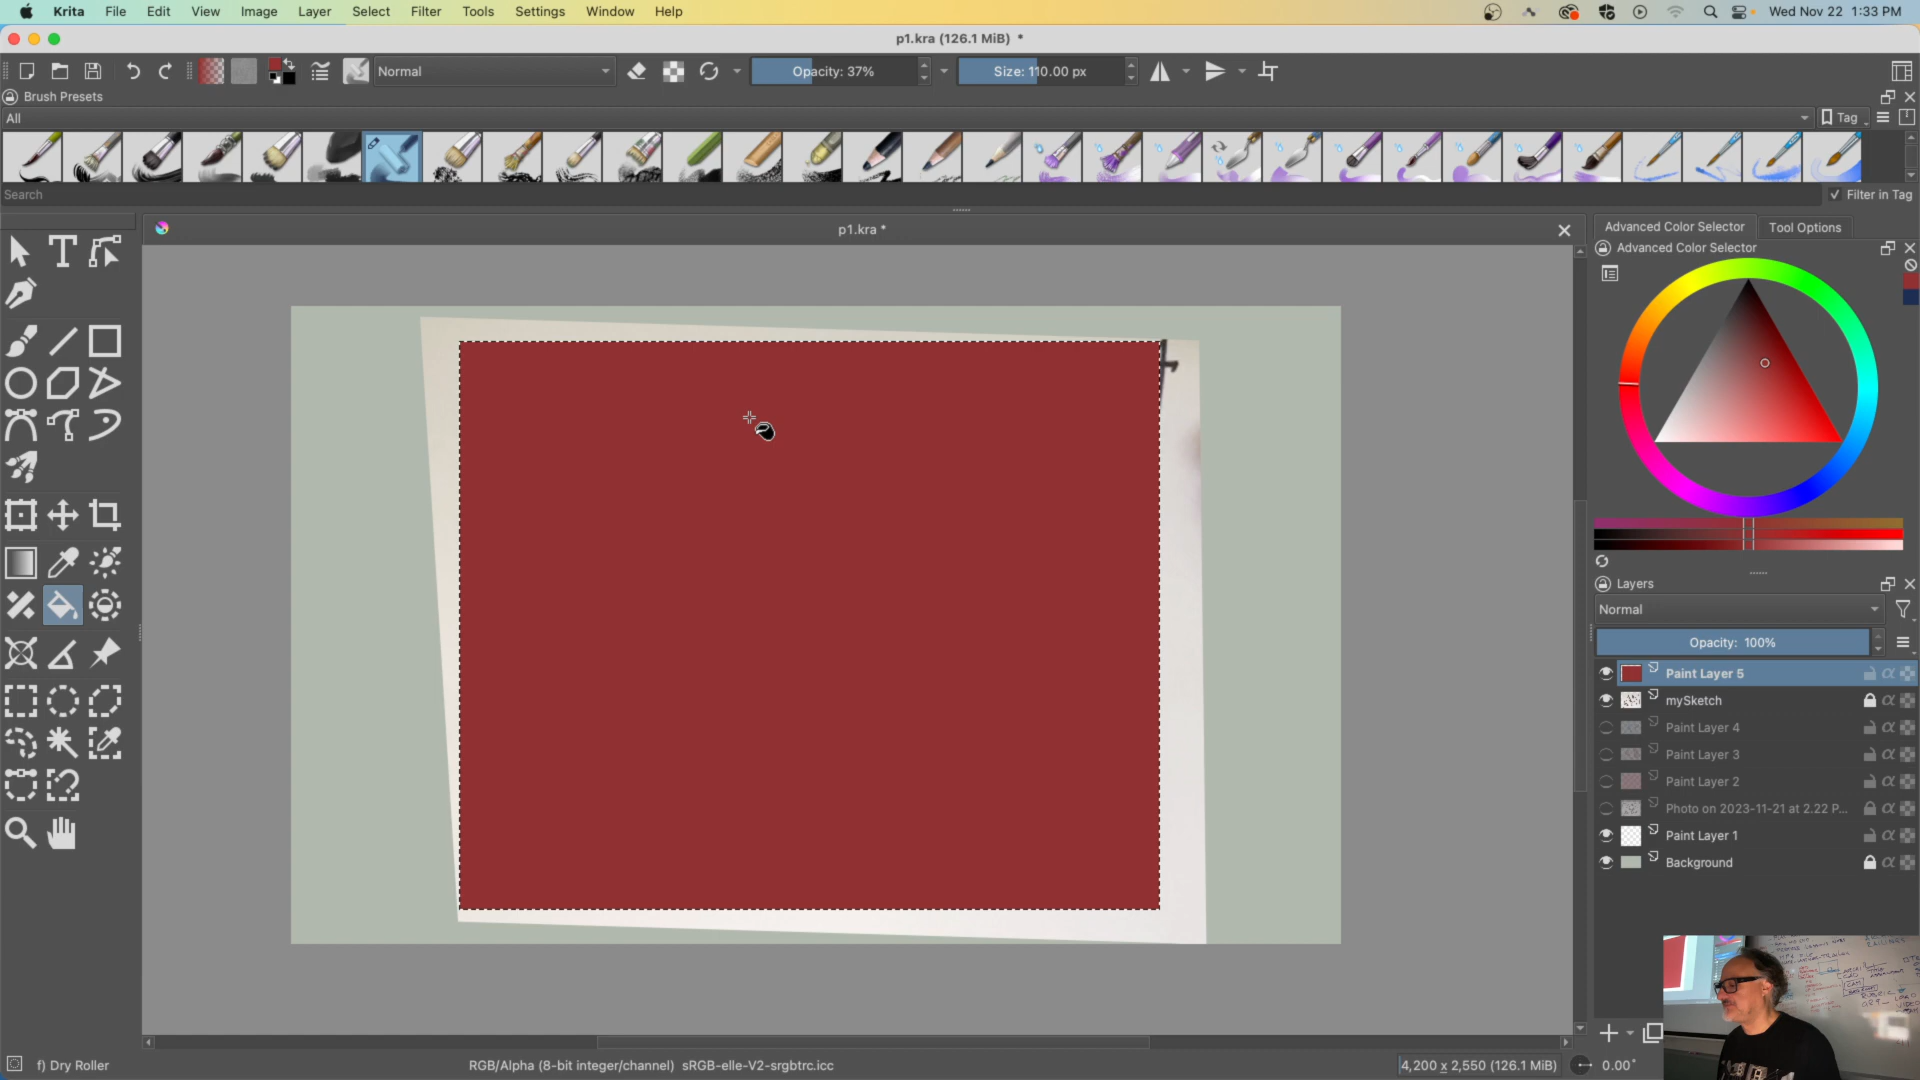 Krita File Edit View Image Layer Select Filter Tools Settings Window Help Wed Nov 22 1:33 PM
p1.kra (126.1 MiB) *
Normal Opacity: 37% Size: 110.00 px
Brush Presets
All Tag
Search Filter in Tag
p1.kra *
Advanced Color Selector Tool Options
Advanced Color Selector
Layers
Normal
Opacity: 100%
Paint Layer 5
mySketch
Paint Layer 4
Paint Layer 3
Paint Layer 2
Photo on 2023-11-21 at 2.22 P...
Paint Layer 1
Background
f) Dry Roller RGB/Alpha (8-bit integer/channel) sRGB-elle-V2-srgbtrc.icc 4,200 x 2,550 (126.1 MiB) 0.00°